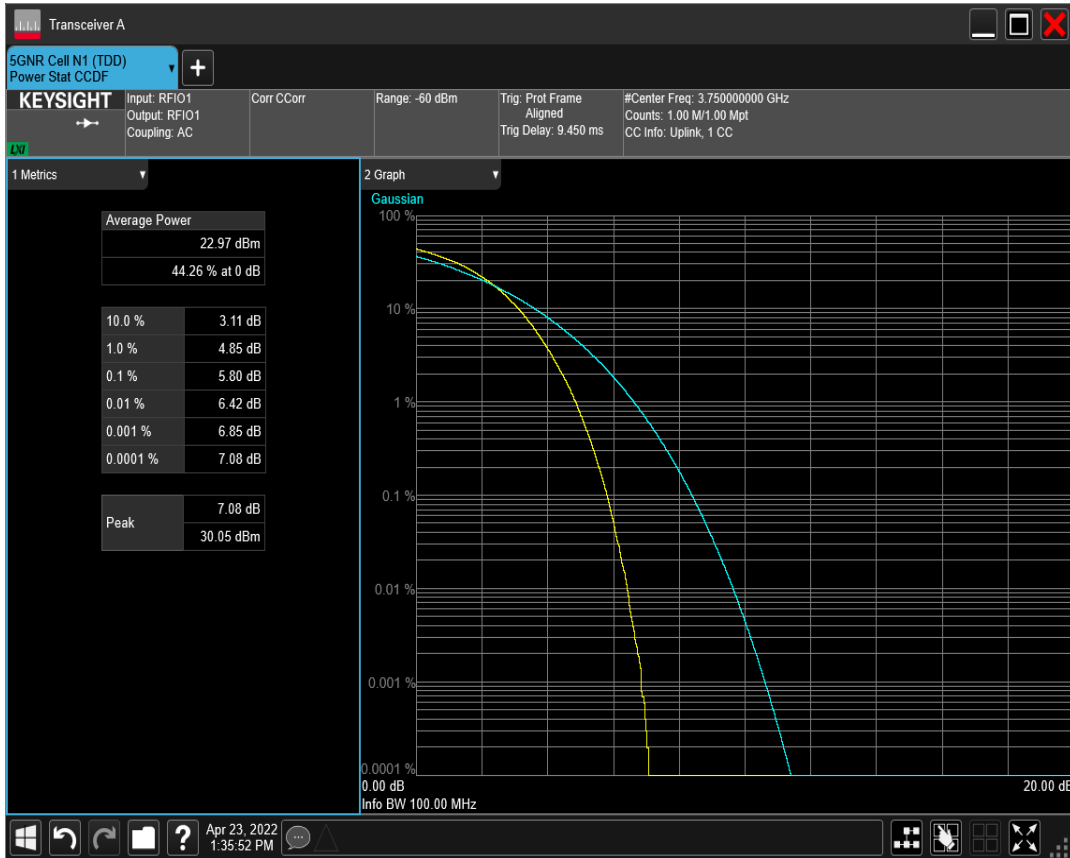 Transceiver A
5GNR Cell N1 (TDD)
Power Stat CCDF
+
KEYSIGHT
LXI
Input: RFIO1
Output: RFIO1
Coupling: AC
Corr CCorr
Range: -60 dBm
Trig: Prot Frame
Aligned
Trig Delay: 9.450 ms
#Center Freq: 3.750000000 GHz
Counts: 1.00 M/1.00 Mpt
CC Info: Uplink, 1 CC
1 Metrics
Average Power
22.97 dBm
44.26 % at 0 dB
10.0 % 3.11 dB
1.0 % 4.85 dB
0.1 % 5.80 dB
0.01 % 6.42 dB
0.001 % 6.85 dB
0.0001 % 7.08 dB
Peak
7.08 dB
30.05 dBm
2 Graph
Gaussian
100 %
10 %
1 %
0.1 %
0.01 %
0.001 %
0.0001 %
0.00 dB 20.00 dB
Info BW 100.00 MHz
?
Apr 23, 2022
1:35:52 PM